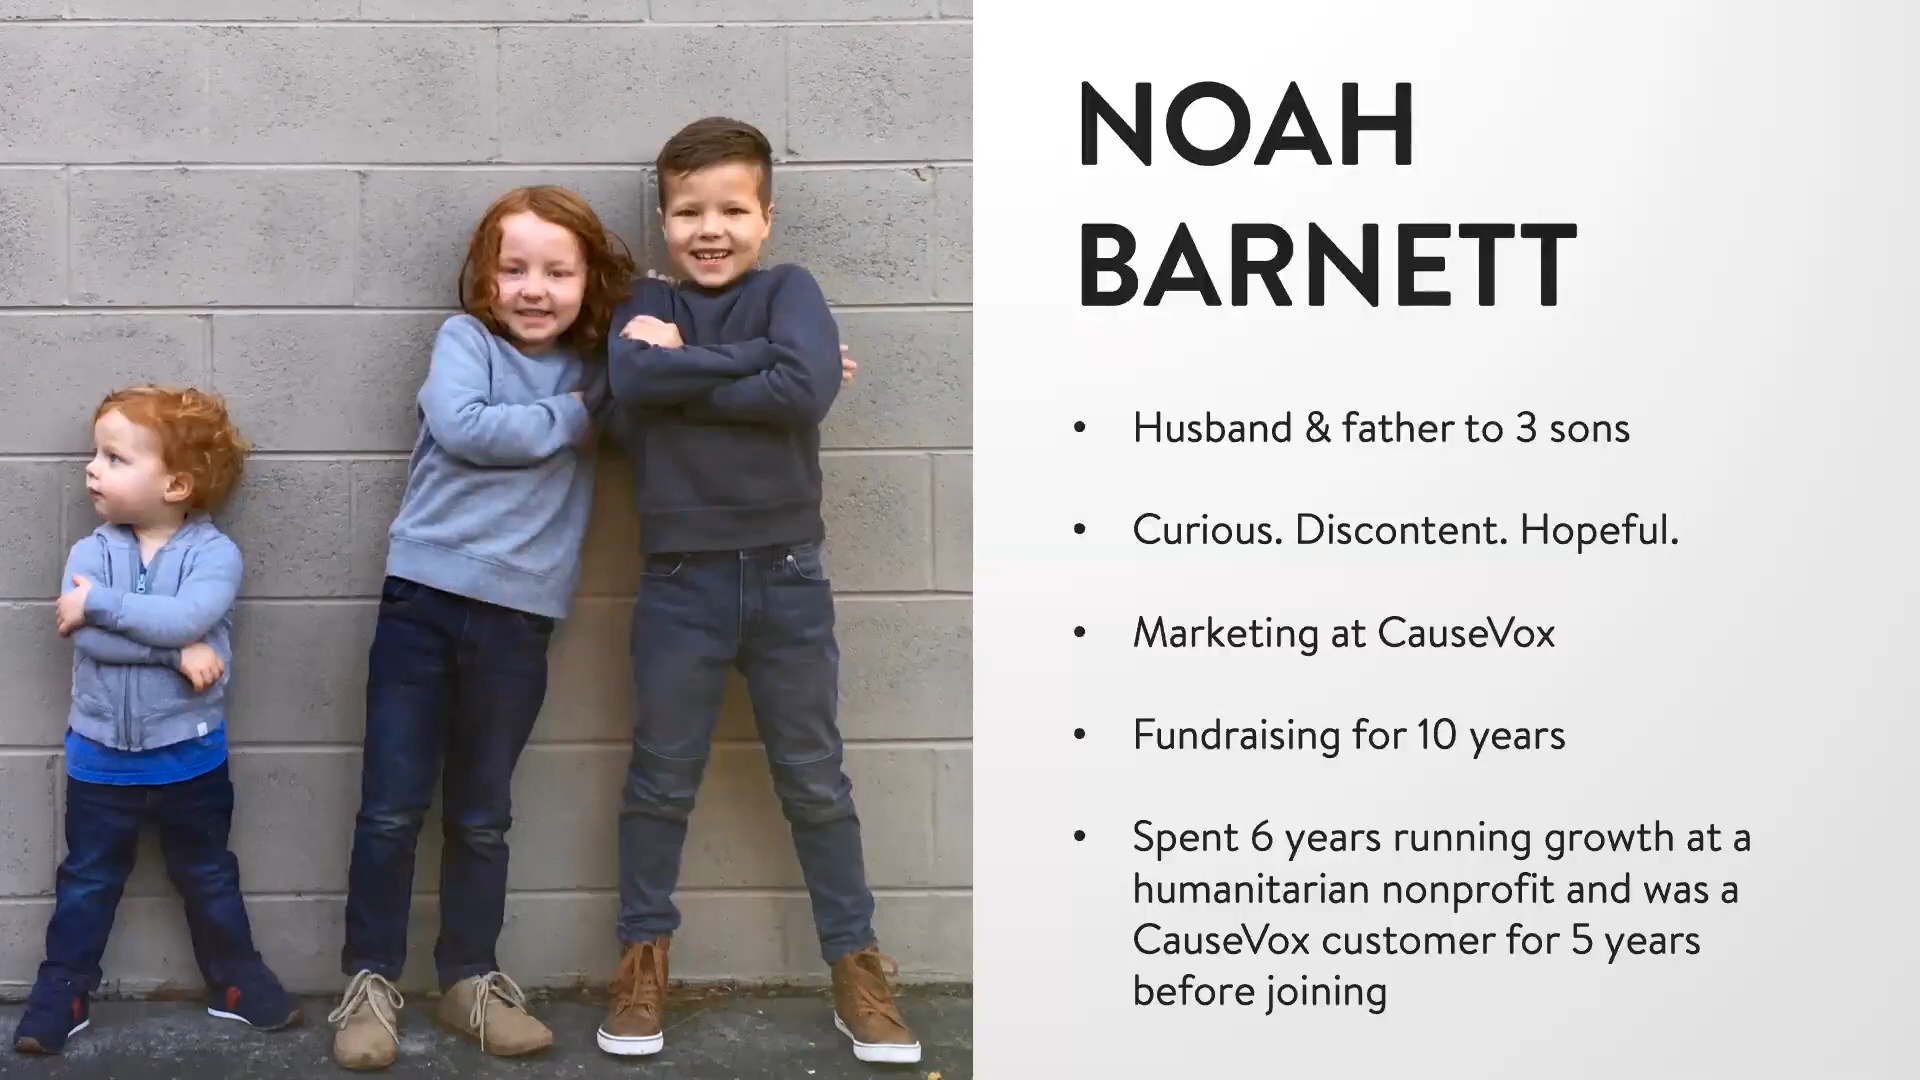 NOAH
BARNETT
• Husband & father to 3 sons
• Curious. Discontent. Hopeful.
• Marketing at CauseVox
• Fundraising for 10 years
• Spent 6 years running growth at a
humanitarian nonprofit and was a
CauseVox customer for 5 years
before joining